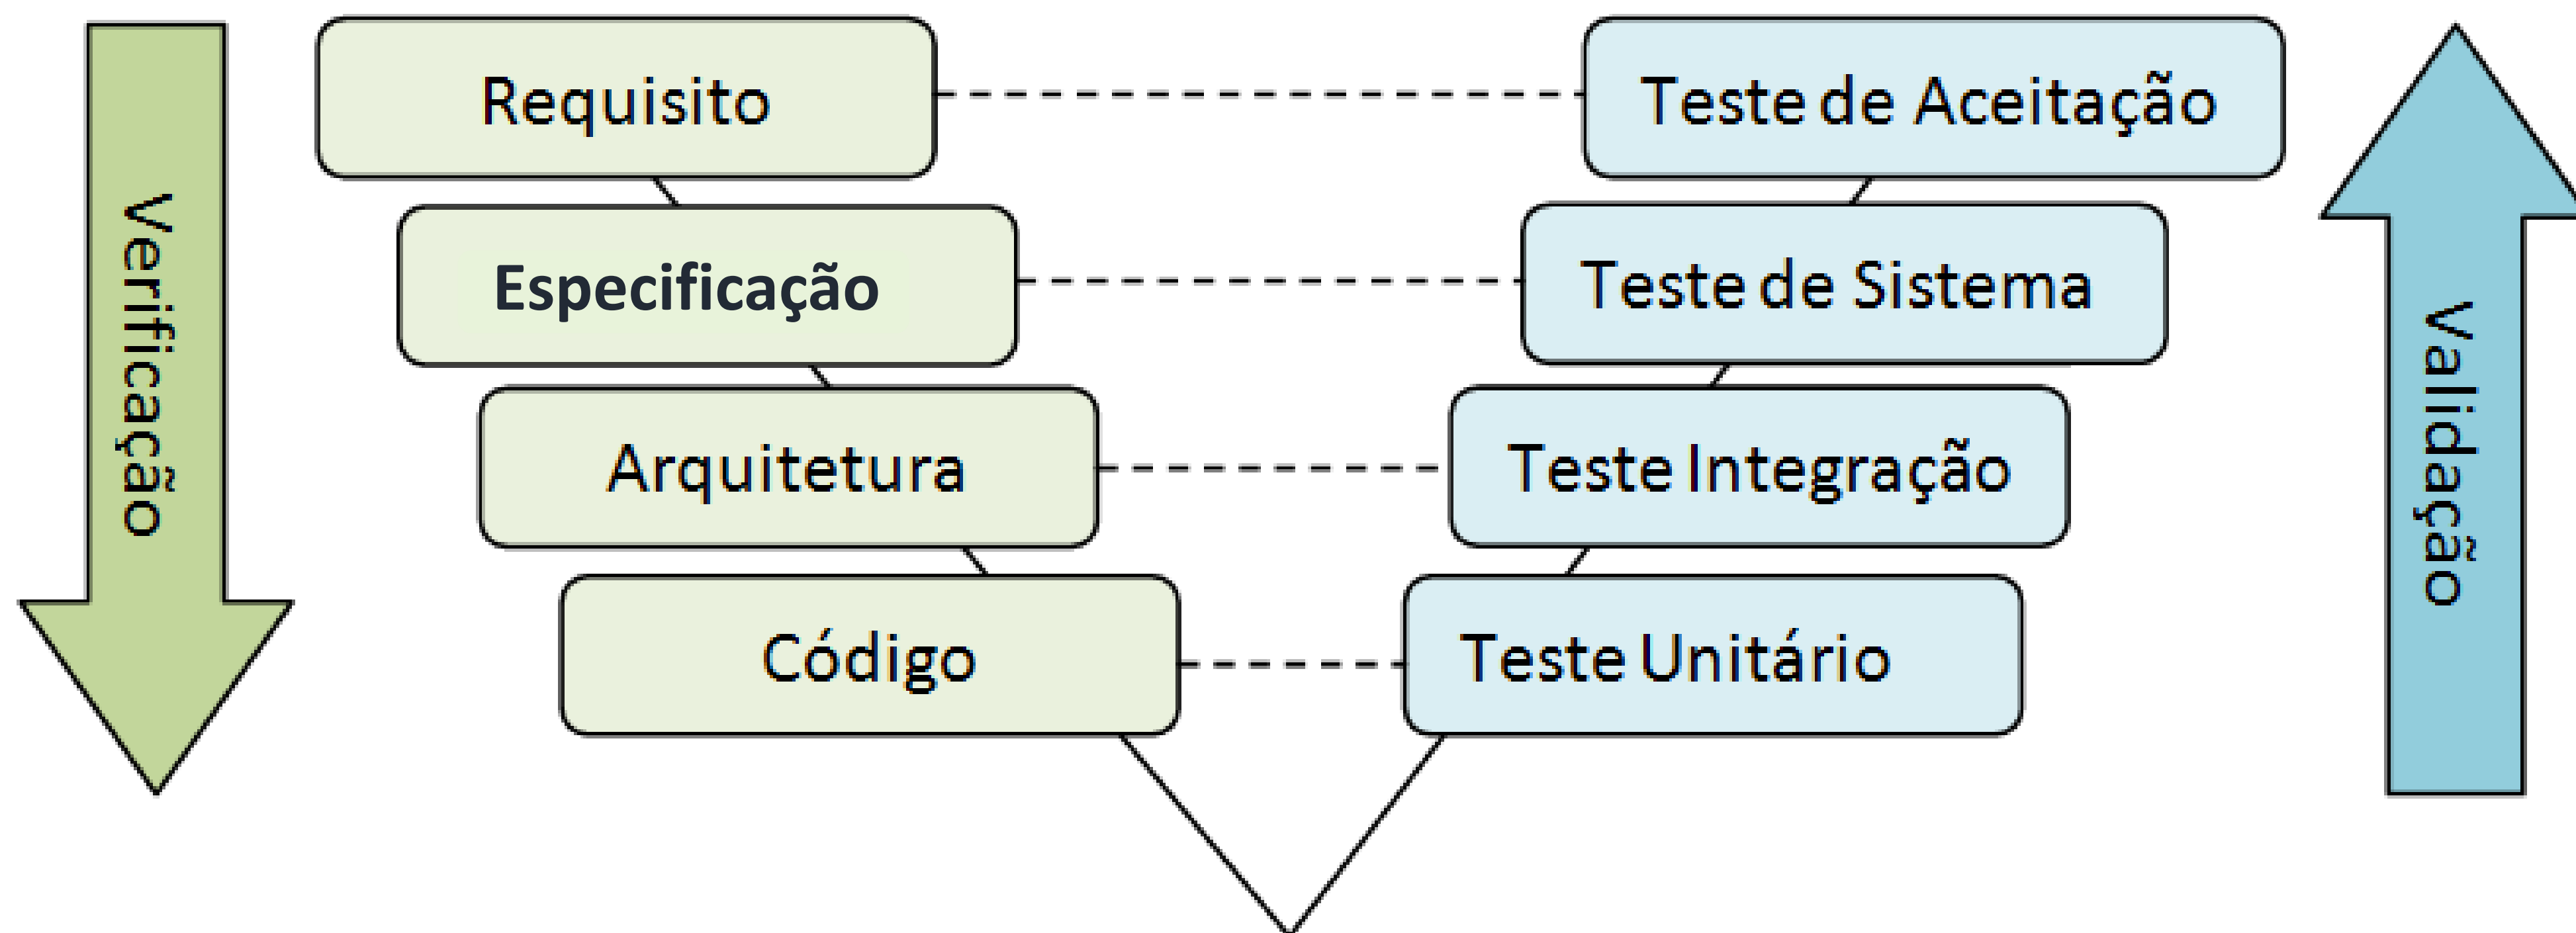 Verificação
Requisito
Teste de Aceitação
Especificação
Teste de Sistema
Arquitetura
Teste Integração
Código
Teste Unitário
Validação